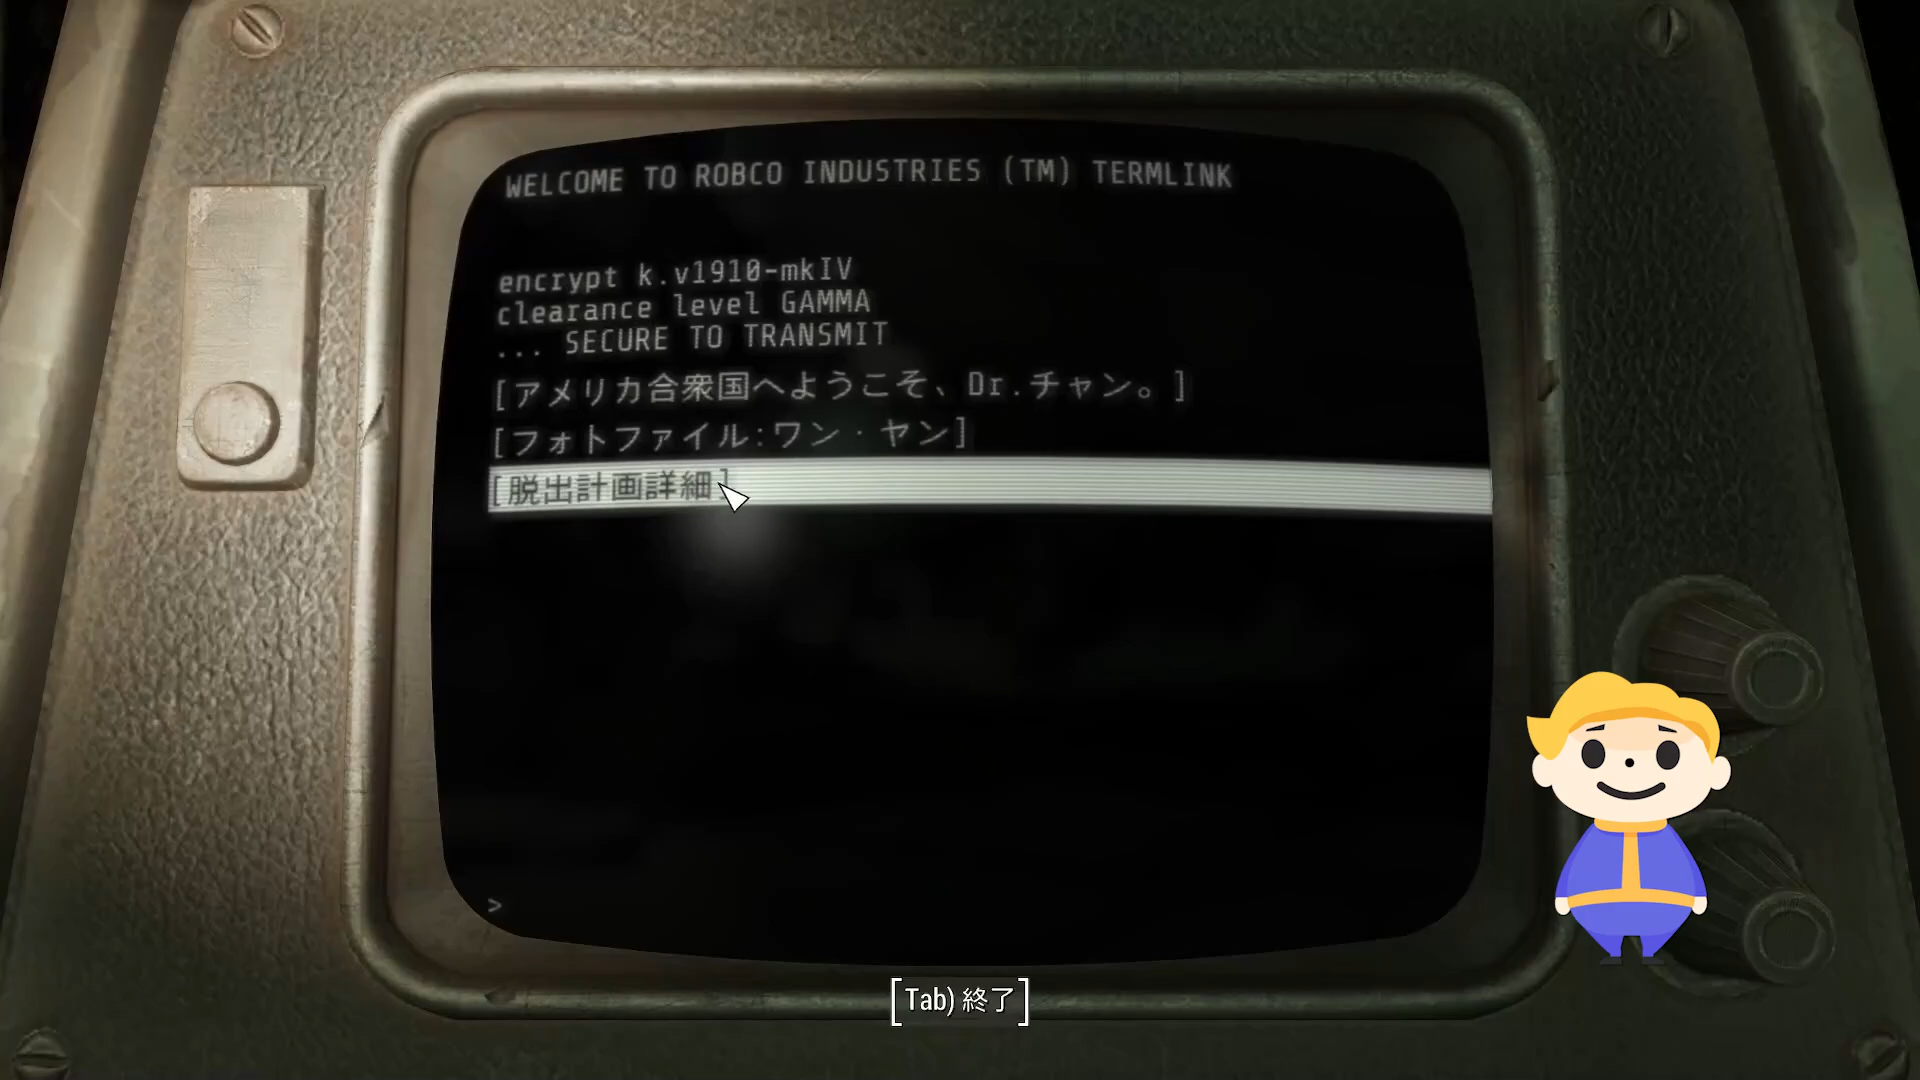 WELCOME TO ROBCO INDUSTRIES (TM) TERMLINK
encrypt k.v1910-mkIV
clearance level GAMMA
... SECURE TO TRANSMIT
[アメリカ合衆国へようこそ、Dr.チャン。]
[フォトファイル:ワン・ヤン]
[脱出計画詳細]
>
[Tab) 終了]